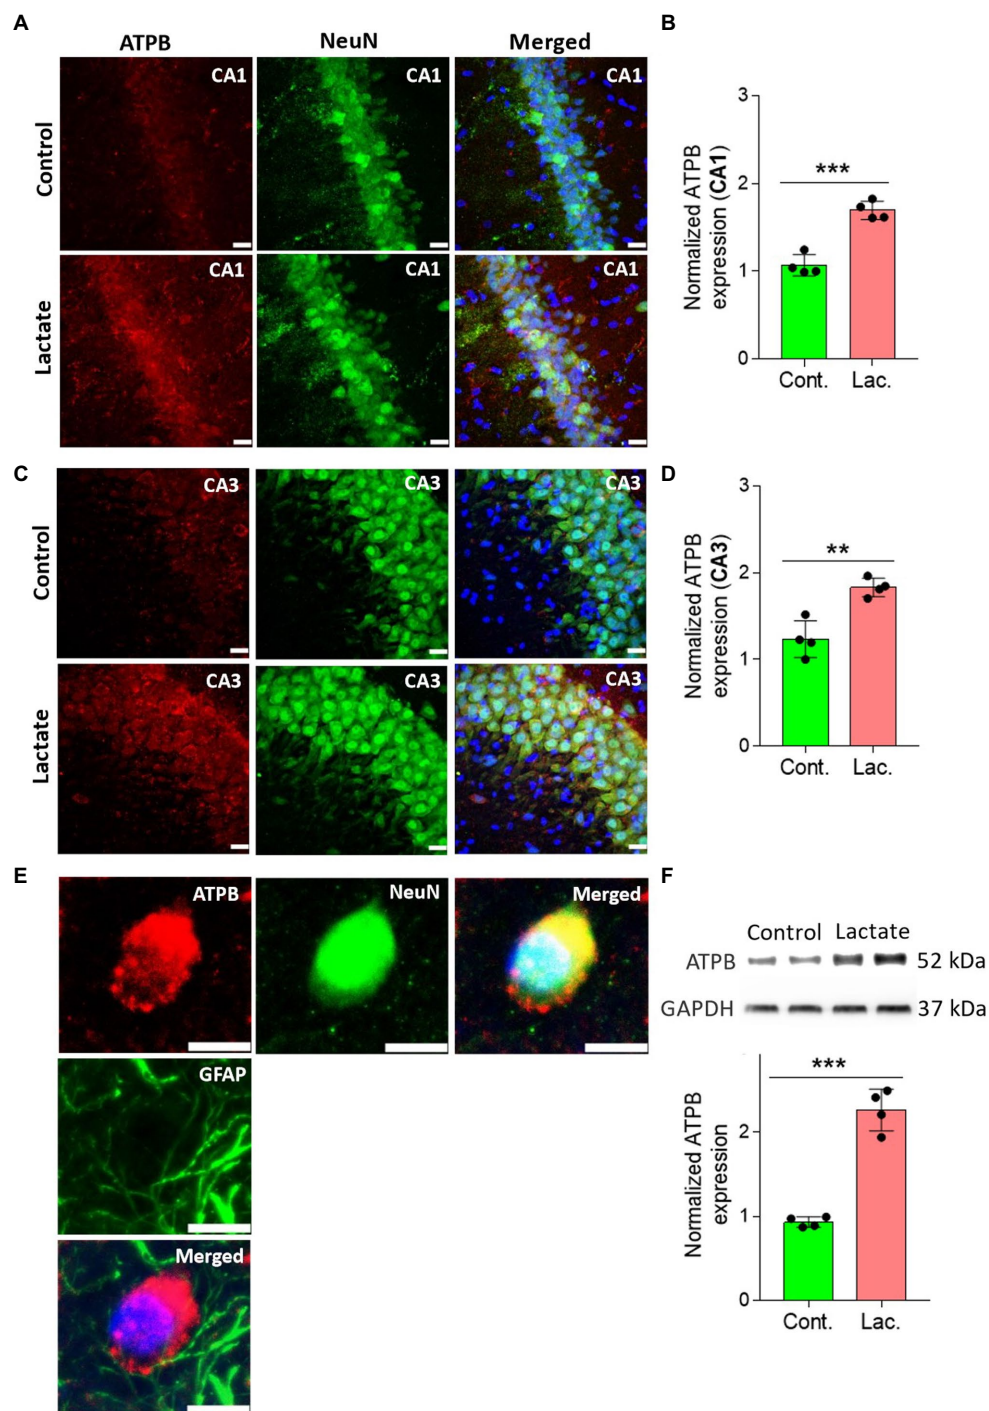 A
ATPB NeuN Merged
Control
CA1 CA1 CA1
Lactate
CA1 CA1 CA1
B
Normalized ATPB
expression (CA1)
3
2
1
0
***
Cont. Lac.
C
Control
CA3 CA3 CA3
Lactate
CA3 CA3 CA3
D
Normalized ATPB
expression (CA3)
3
2
1
0
**
Cont. Lac.
E
ATPB NeuN Merged
GFAP
Merged
F
Control Lactate
ATPB 52 kDa
GAPDH 37 kDa
Normalized ATPB
expression
2
1
0
***
Cont. Lac.